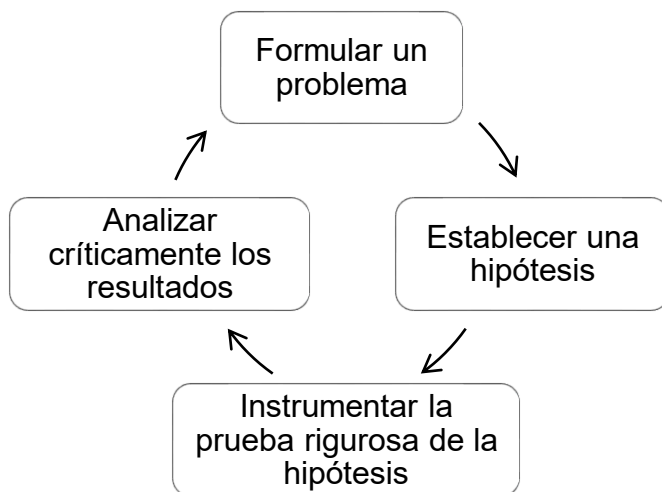 Formular un
problema
Establecer una
hipótesis
Instrumentar la
prueba rigurosa de la
hipótesis
Analizar
críticamente los
resultados